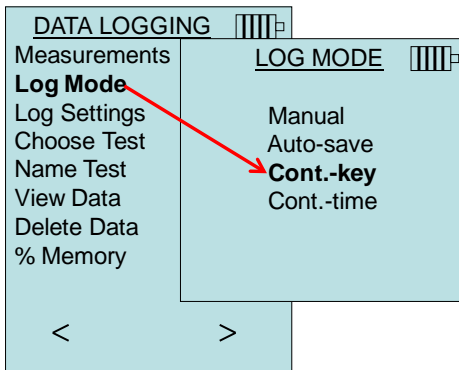 DATA LOGGING
Measurements
Log Mode
Log Settings
Choose Test
Name Test
View Data
Delete Data
% Memory
< >
LOG MODE
Manual
Auto-save
Cont.-key
Cont.-time